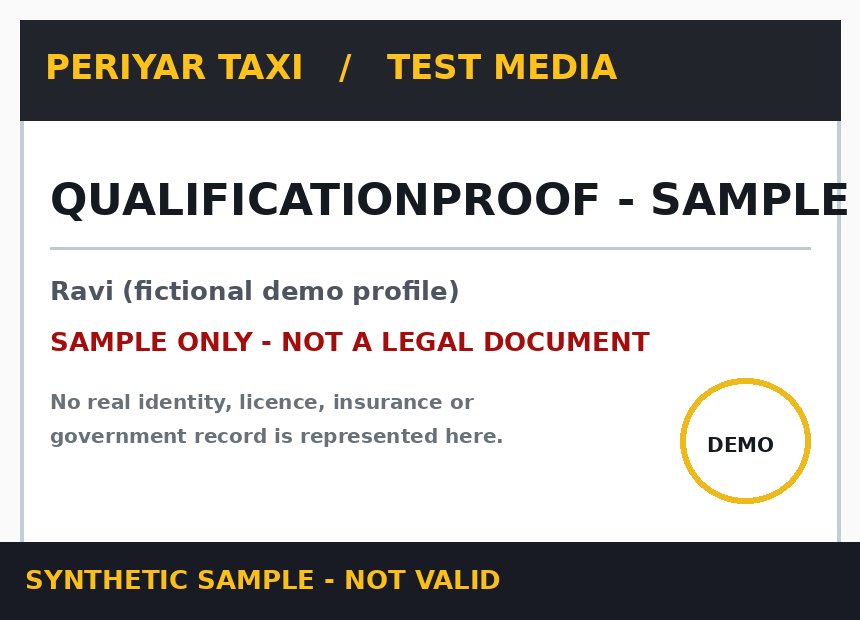 PERIYAR TAXI / TEST MEDIA
QUALIFICATIONPROOF - SAMPLE
Ravi (fictional demo profile)
SAMPLE ONLY - NOT A LEGAL DOCUMENT
No real identity, licence, insurance or
government record is represented here.
DEMO
SYNTHETIC SAMPLE - NOT VALID